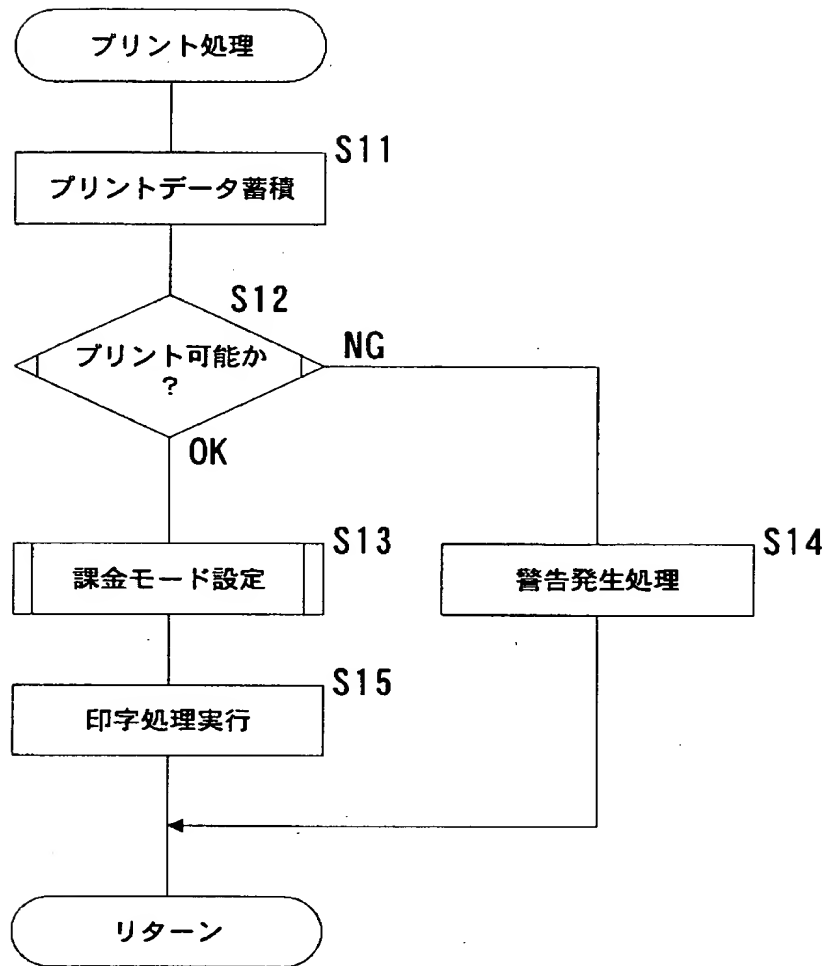 プリント処理
S11
プリントデータ蓄積
S12
プリント可能か
?
NG
OK
S13
課金モード設定
S14
警告発生処理
S15
印字処理実行
リターン